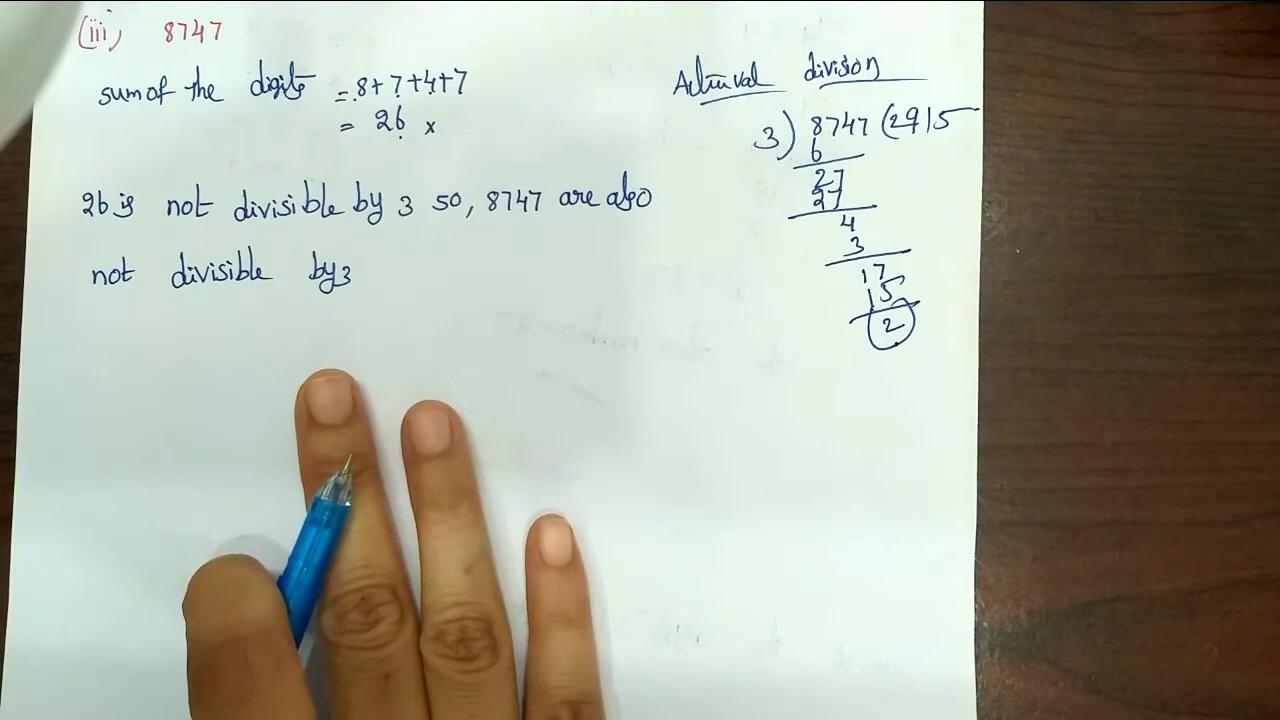 (iii) 8747
sum of the digits = 8+7+4+7
= 26 x
26 is not divisible by 3 so, 8747 are also
not divisible by 3
Actuval division
3) 8747 (2915
6
27
27
4
3
17
15
2